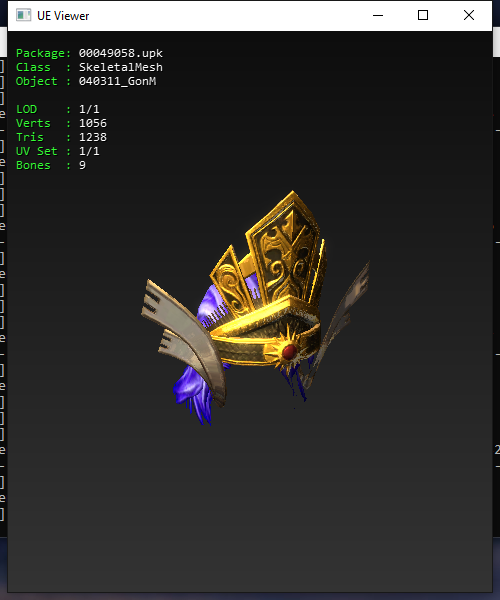 UE Viewer
Package: 00049058.upk
Class : SkeletalMesh
Object : 040311_GonM
LOD : 1/1
Verts : 1056
Tris : 1238
UV Set : 1/1
Bones : 9